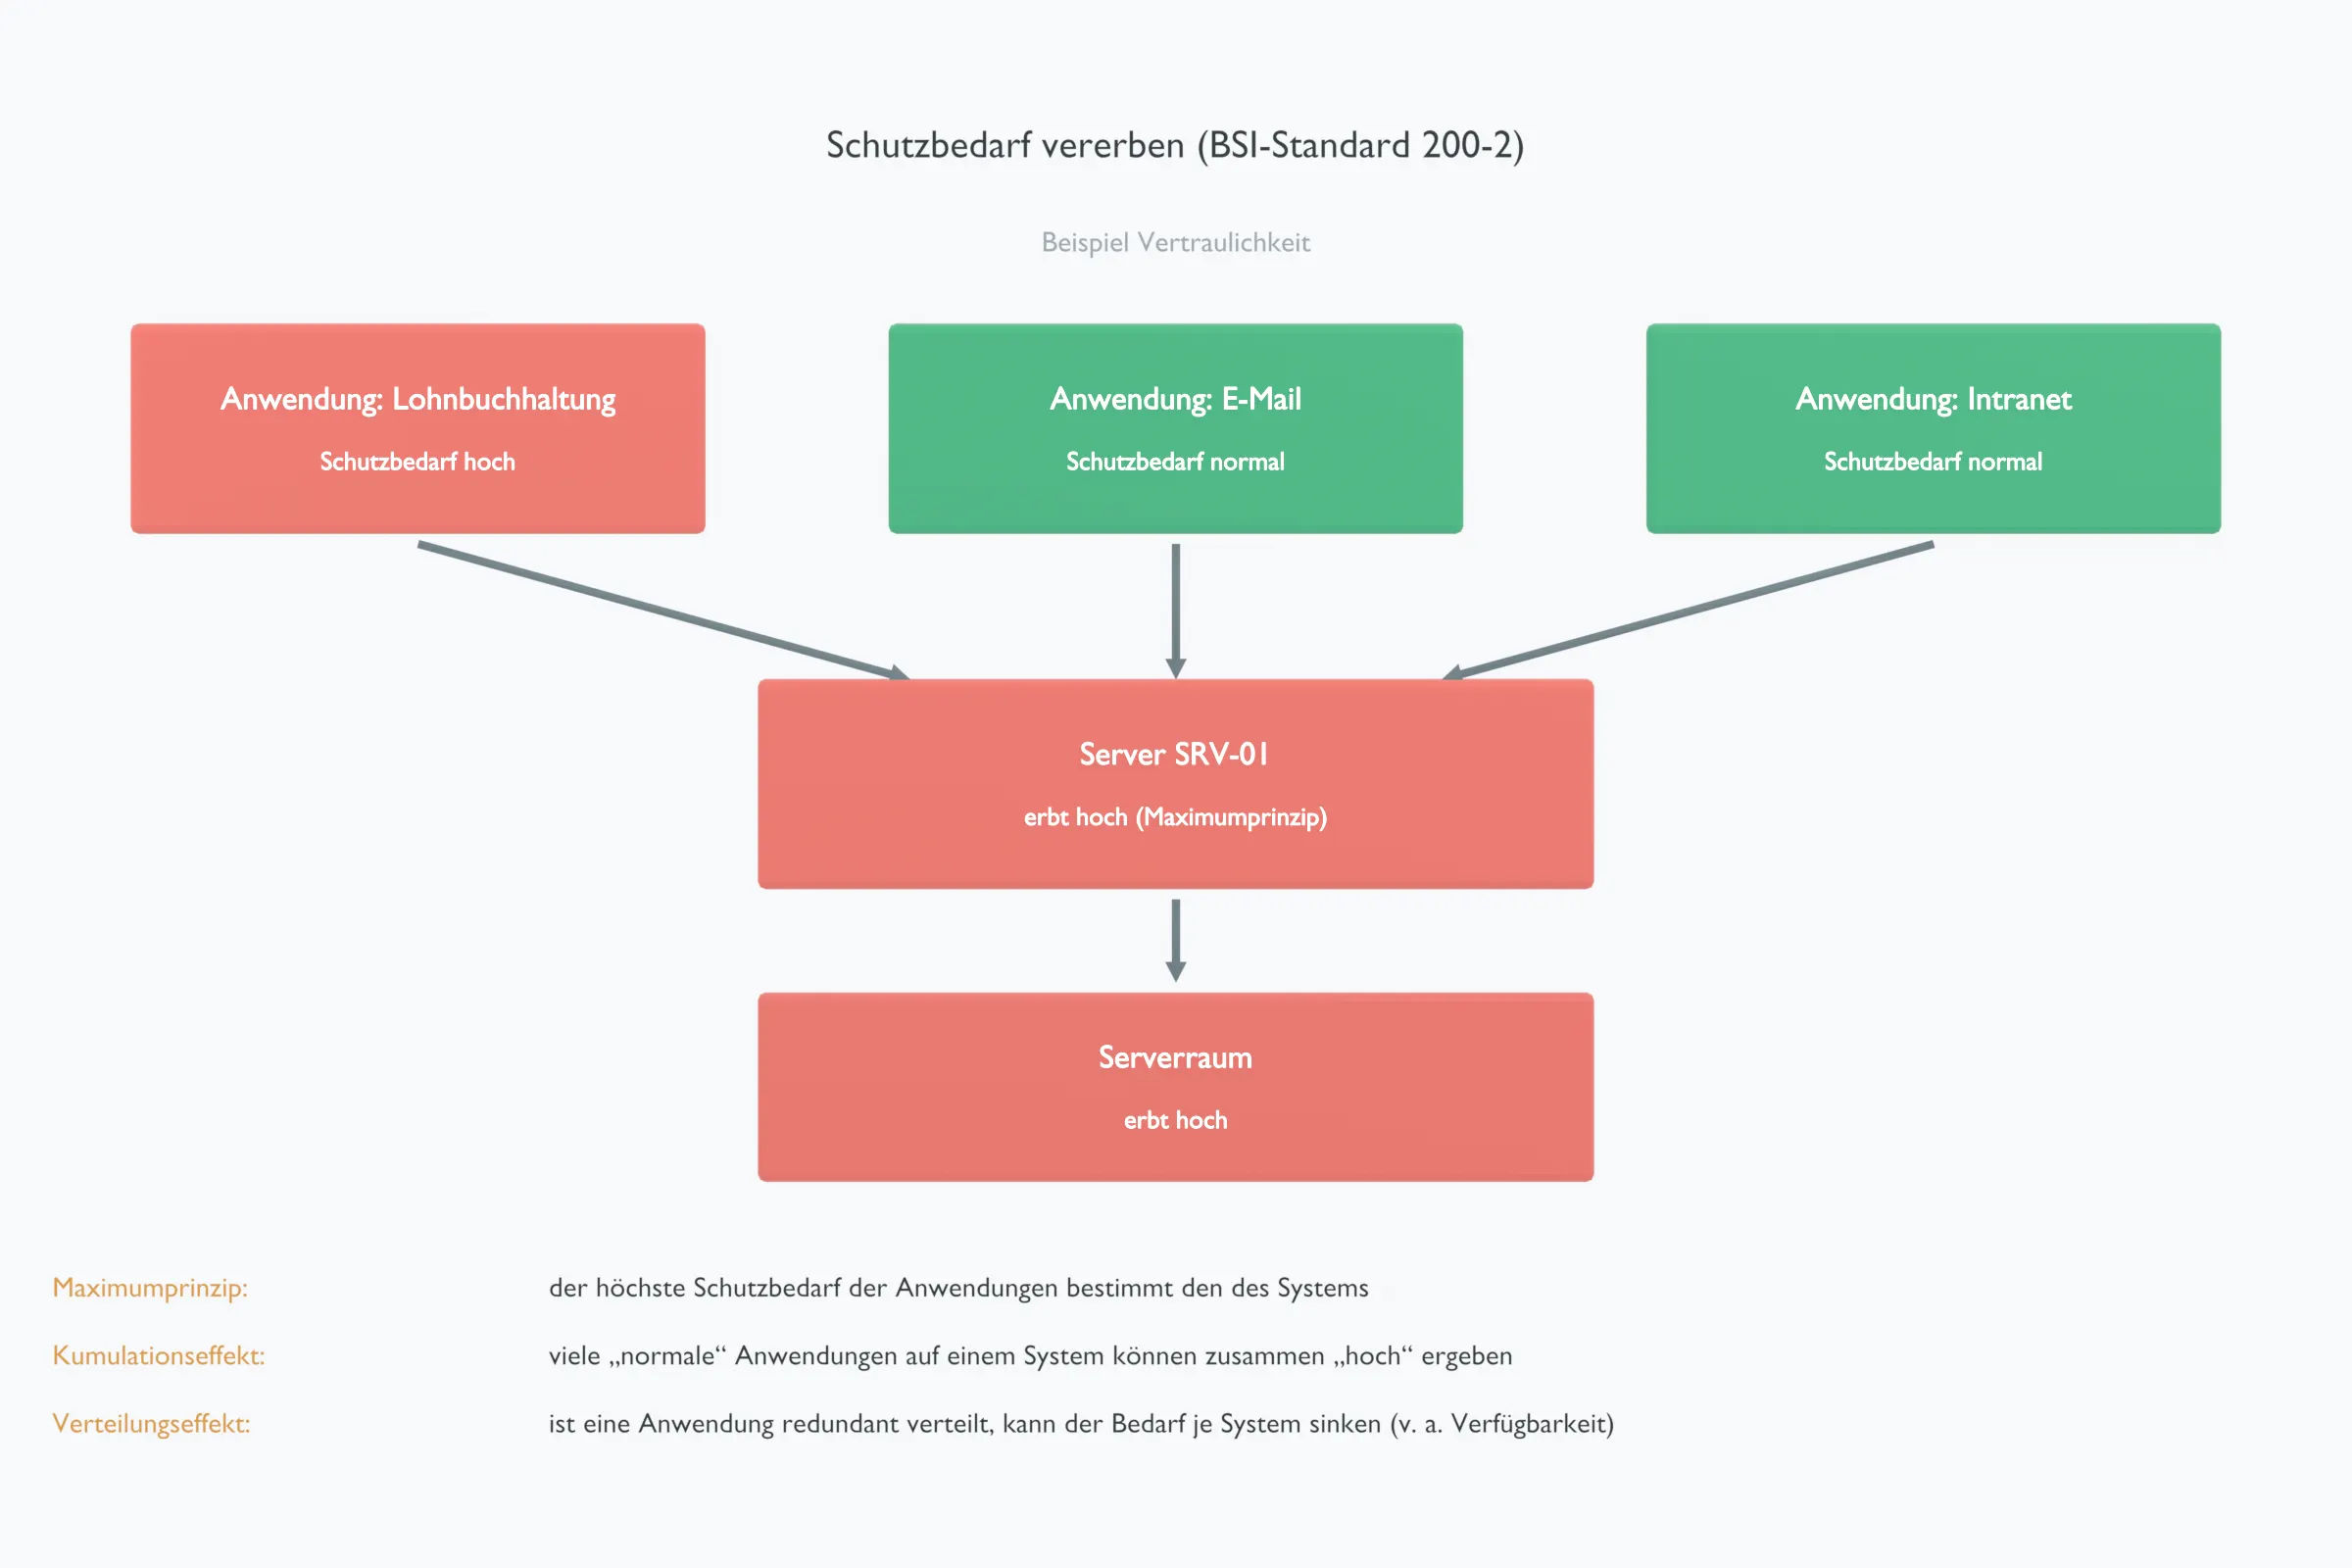 Schutzbedarf vererben (BSI-Standard 200-2)
Beispiel Vertraulichkeit
Anwendung: Lohnbuchhaltung
Schutzbedarf hoch
Anwendung: E-Mail
Schutzbedarf normal
Anwendung: Intranet
Schutzbedarf normal
Server SRV-01
erbt hoch (Maximumprinzip)
Serverraum
erbt hoch
Maximumprinzip: der höchste Schutzbedarf der Anwendungen bestimmt den des Systems
Kumulationseffekt: viele „normale“ Anwendungen auf einem System können zusammen „hoch“ ergeben
Verteilungseffekt: ist eine Anwendung redundant verteilt, kann der Bedarf je System sinken (v. a. Verfügbarkeit)